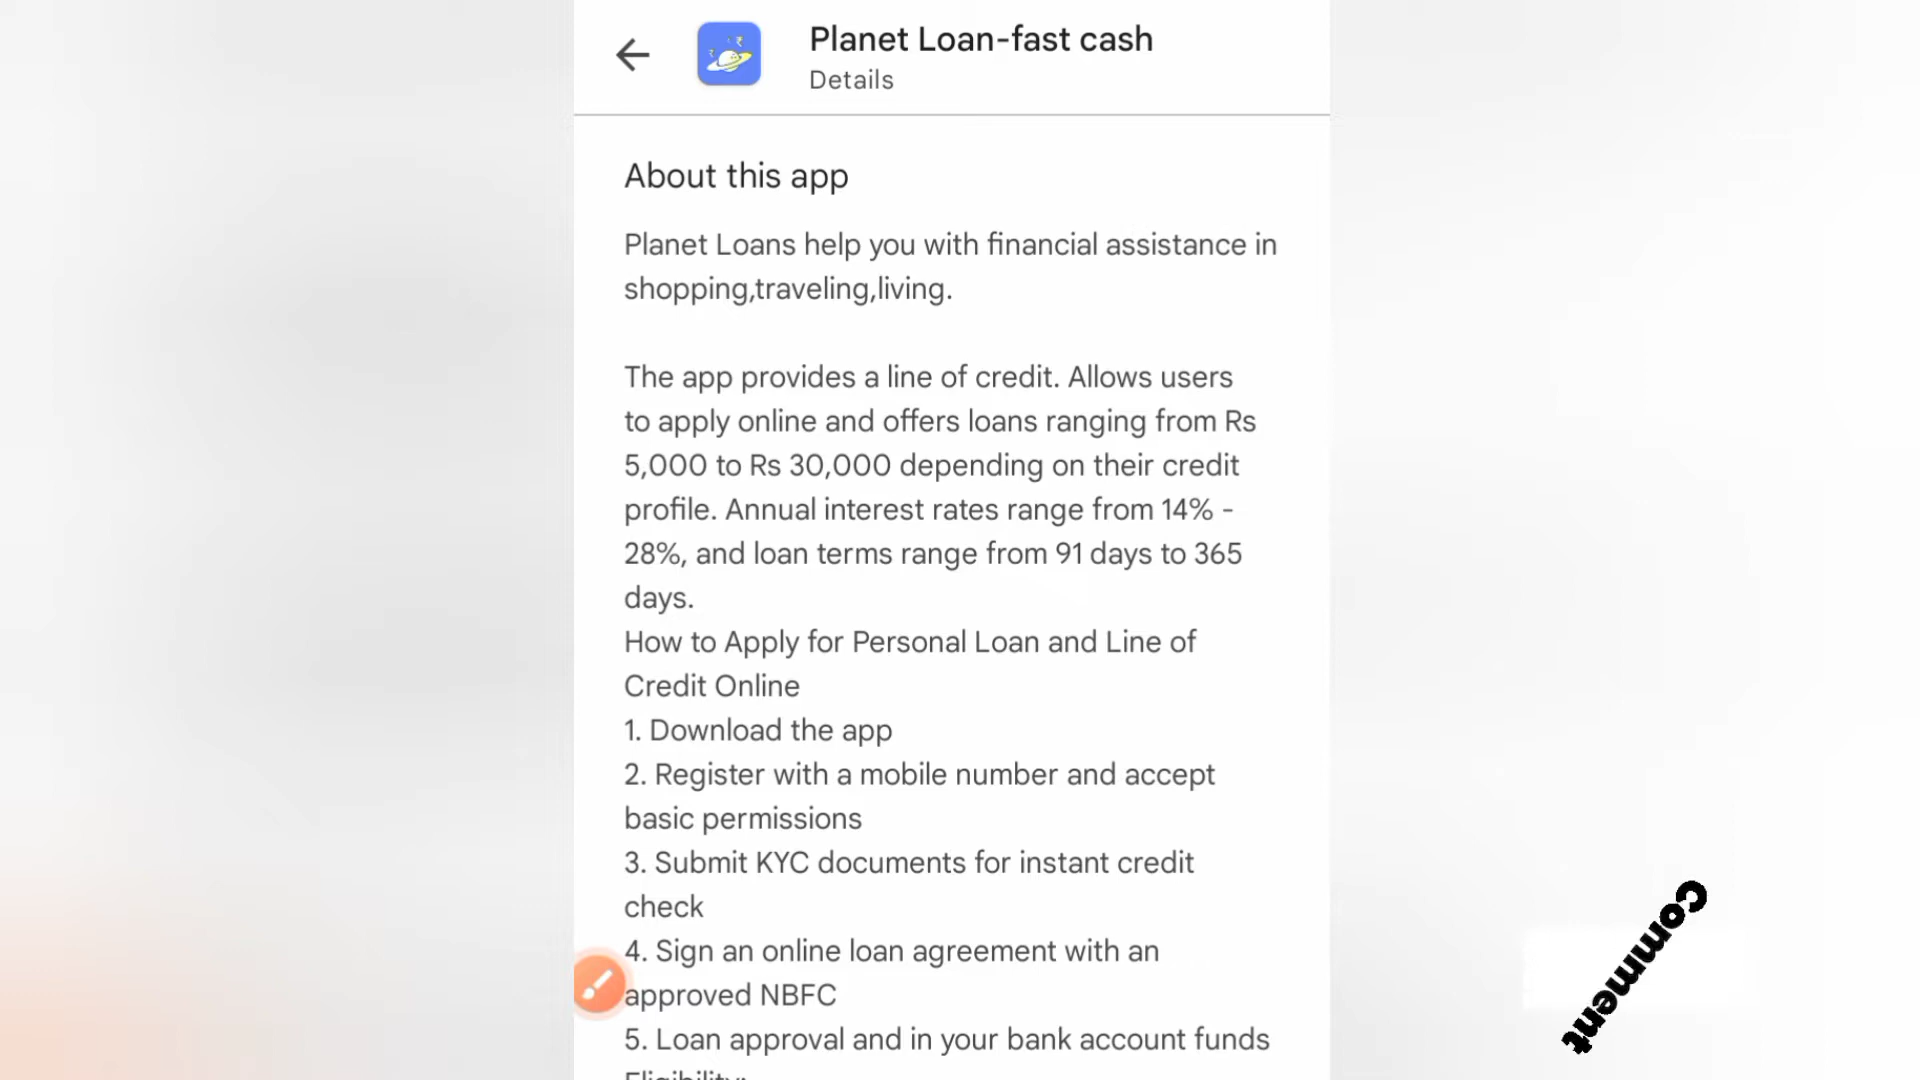 Planet Loan-fast cash
Details
About this app
Planet Loans help you with financial assistance in
shopping,traveling,living.
The app provides a line of credit. Allows users
to apply online and offers loans ranging from Rs
5,000 to Rs 30,000 depending on their credit
profile. Annual interest rates range from 14% -
28%, and loan terms range from 91 days to 365
days.
How to Apply for Personal Loan and Line of
Credit Online
1. Download the app
2. Register with a mobile number and accept
basic permissions
3. Submit KYC documents for instant credit
check
4. Sign an online loan agreement with an
approved NBFC
5. Loan approval and in your bank account funds
Eligibility:
Comment